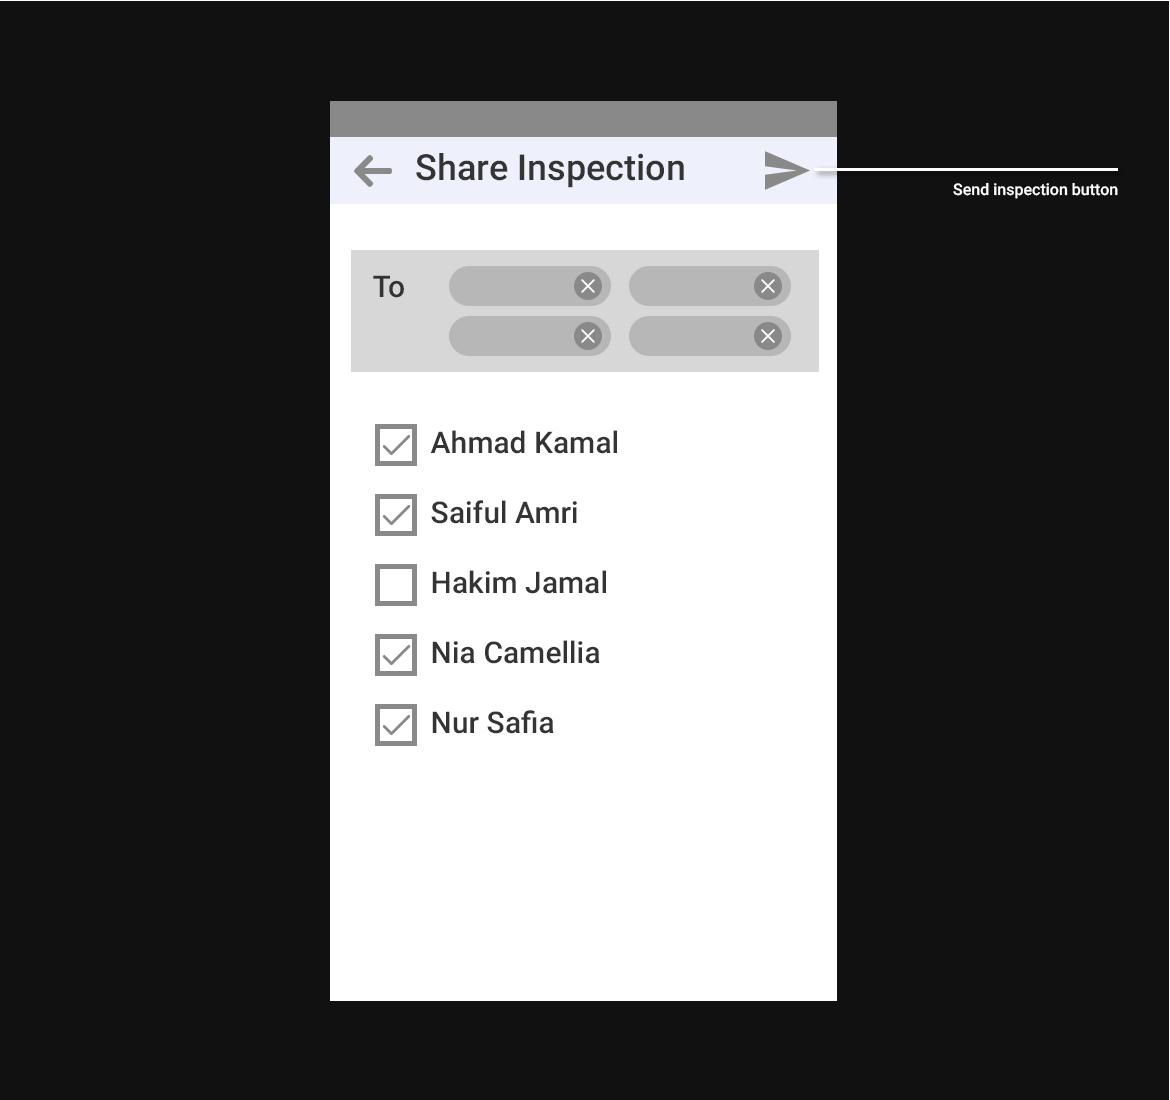 Share Inspection
Send inspection button
To
Ahmad Kamal
Saiful Amri
Hakim Jamal
Nia Camellia
Nur Safia